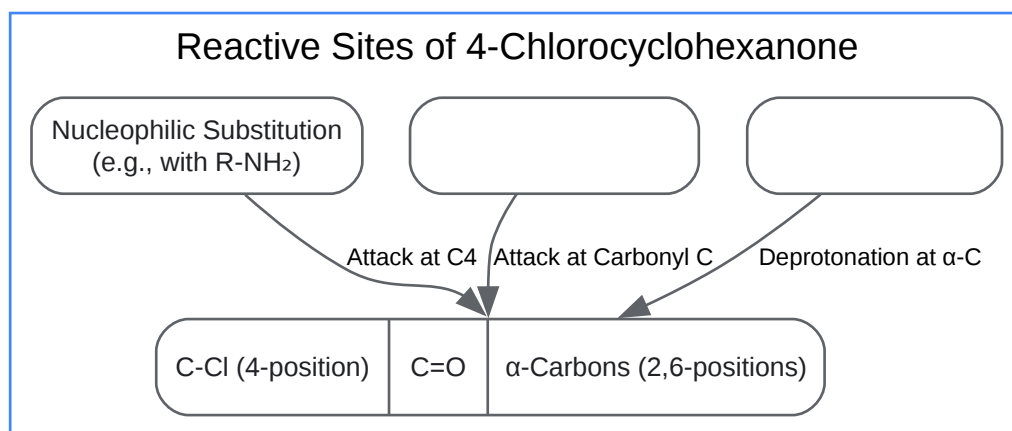 Reactive Sites of 4-Chlorocyclohexanone
Nucleophilic Substitution
(e.g., with R-NH₂)
Attack at C4
Attack at Carbonyl C
Deprotonation at α-C
C-Cl (4-position)
C=O
α-Carbons (2,6-positions)